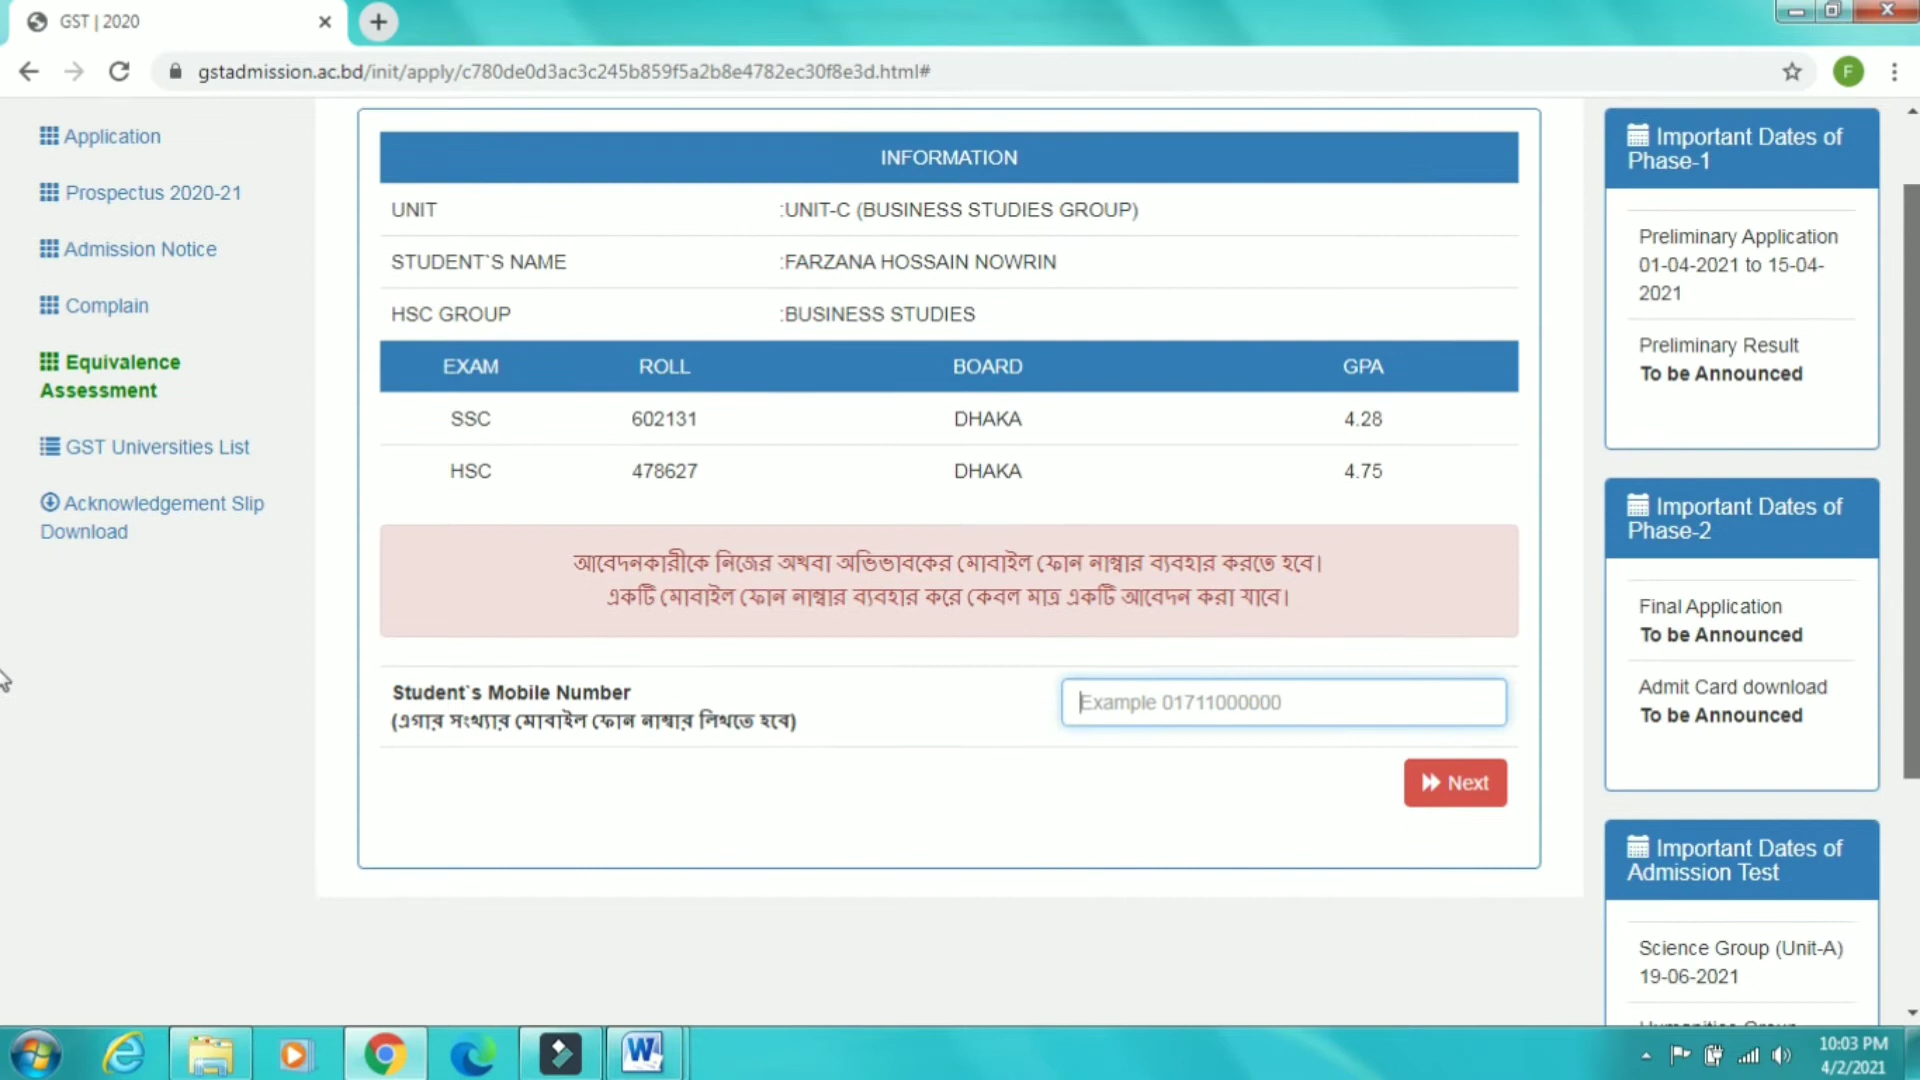 GST | 2020
gstadmission.ac.bd/init/apply/c780de0d3ac3c245b859f5a2b8e4782ec30f8e3d.html#
F
Application
Prospectus 2020-21
Admission Notice
Complain
Equivalence
Assessment
GST Universities List
Acknowledgement Slip
Download
INFORMATION
UNIT :UNIT-C (BUSINESS STUDIES GROUP)
STUDENT`S NAME :FARZANA HOSSAIN NOWRIN
HSC GROUP :BUSINESS STUDIES
EXAM ROLL BOARD GPA
SSC 602131 DHAKA 4.28
HSC 478627 DHAKA 4.75
আবেদনকারীকে নিজের অথবা অভিভাবকের মোবাইল ফোন নাম্বার ব্যবহার করতে হবে।
একটি মোবাইল ফোন নাম্বার ব্যবহার করে কেবল মাত্র একটি আবেদন করা যাবে।
Student`s Mobile Number
(এগার সংখ্যার মোবাইল ফোন নাম্বার লিখতে হবে)
Example 01711000000
Next
Important Dates of
Phase-1
Preliminary Application
01-04-2021 to 15-04-
2021
Preliminary Result
To be Announced
Important Dates of
Phase-2
Final Application
To be Announced
Admit Card download
To be Announced
Important Dates of
Admission Test
Science Group (Unit-A)
19-06-2021
10:03 PM
4/2/2021